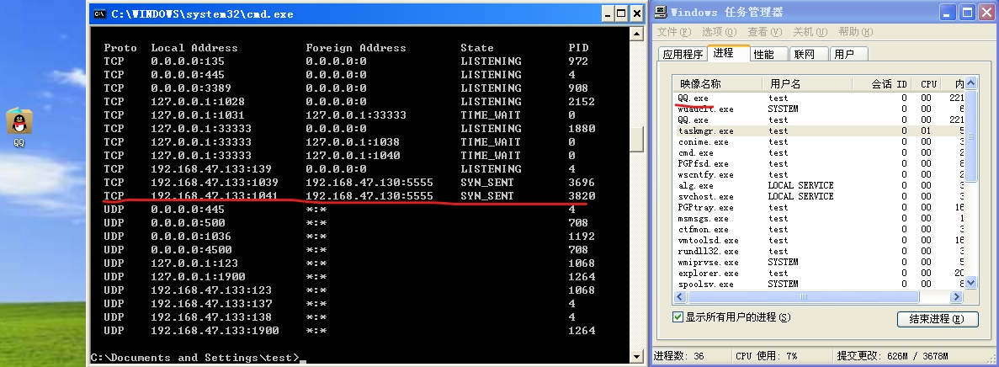 QQ
C:\WINDOWS\system32\cmd.exe
Proto Local Address Foreign Address State PID
TCP 0.0.0.0:135 0.0.0.0:0 LISTENING 972
TCP 0.0.0.0:445 0.0.0.0:0 LISTENING 4
TCP 0.0.0.0:3389 0.0.0.0:0 LISTENING 908
TCP 127.0.0.1:1028 0.0.0.0:0 LISTENING 2152
TCP 127.0.0.1:1031 127.0.0.1:33333 TIME_WAIT 0
TCP 127.0.0.1:33333 0.0.0.0:0 LISTENING 1880
TCP 127.0.0.1:33333 127.0.0.1:1038 TIME_WAIT 0
TCP 127.0.0.1:33333 127.0.0.1:1040 TIME_WAIT 0
TCP 192.168.47.133:139 0.0.0.0:0 LISTENING 4
TCP 192.168.47.133:1039 192.168.47.130:5555 SYN_SENT 3696
TCP 192.168.47.133:1041 192.168.47.130:5555 SYN_SENT 3820
UDP 0.0.0.0:445 *:* 4
UDP 0.0.0.0:500 *:* 708
UDP 0.0.0.0:1036 *:* 1192
UDP 0.0.0.0:4500 *:* 708
UDP 127.0.0.1:123 *:* 1068
UDP 127.0.0.1:1900 *:* 1264
UDP 192.168.47.133:123 *:* 1068
UDP 192.168.47.133:137 *:* 4
UDP 192.168.47.133:138 *:* 4
UDP 192.168.47.133:1900 *:* 1264
C:\Documents and Settings\test>_
Windows 任务管理器
文件(F) 选项(O) 查看(V) 关机(U) 帮助(H)
应用程序 进程 性能 联网 用户
映像名称 用户名 会话 ID CPU 内
QQ.exe test 0 00 221
wuauclt.exe SYSTEM 0 00 6
QQ.exe test 0 00 221
taskmgr.exe test 0 01 5
conime.exe test 0 00 3
cmd.exe test 0 00 2
PGPfsd.exe test 0 00 8
wscntfy.exe test 0 00 2
alg.exe LOCAL SERVICE 0 00 3
svchost.exe LOCAL SERVICE 0 00 3
PGPtray.exe test 0 00 16
msmsgs.exe test 0 00 1
ctfmon.exe test 0 00 3
vmtoolsd.exe test 0 00 16
rundll32.exe test 0 00 3
wmiprvse.exe SYSTEM 0 00 5
explorer.exe test 0 00 20
spoolsv.exe SYSTEM 0 00 8
显示所有用户的进程(S) 结束进程(E)
进程数: 36 CPU 使用: 7% 提交更改: 626M / 3678M